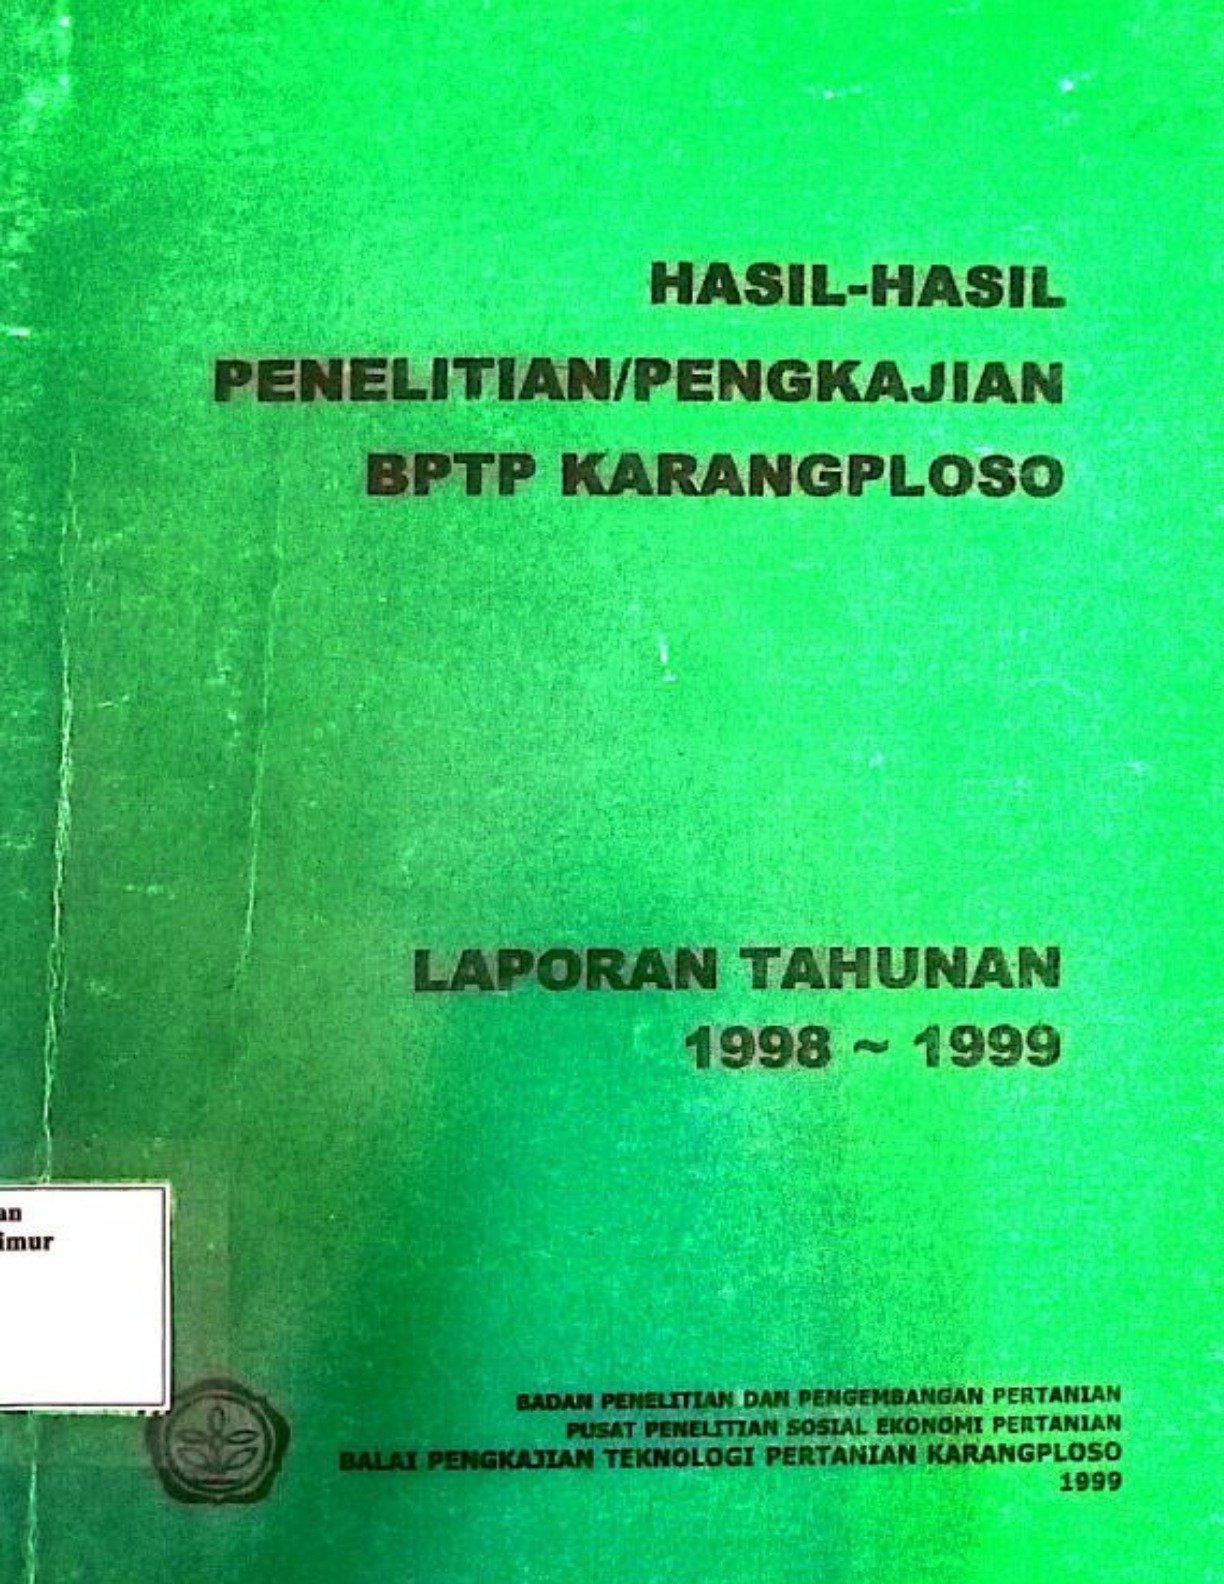 HASIL-HASIL
PENELITIAN/PENGKAJIAN
BPTP KARANGPLOSO
LAPORAN TAHUNAN
1998 ~ 1999
an
imur
BADAN PENELITIAN DAN PENGEMBANGAN PERTANIAN
PUSAT PENELITIAN SOSIAL EKONOMI PERTANIAN
BALAI PENGKAJIAN TEKNOLOGI PERTANIAN KARANGPLOSO
1999